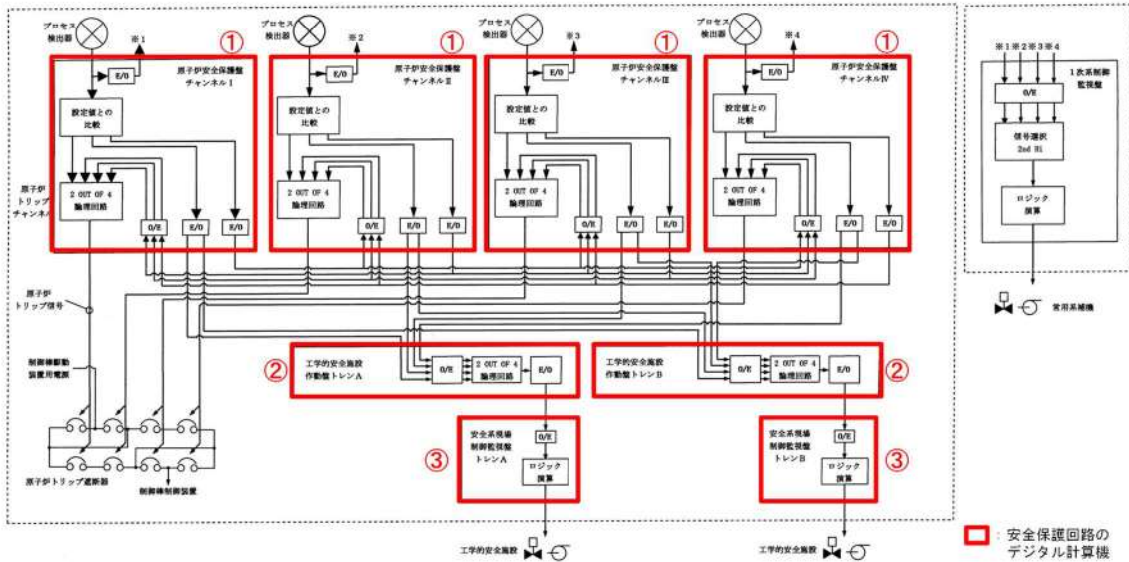 プロセス
検出器
※1
①
原子炉安全保護盤
チャンネルⅠ
E/O
設定値との
比較
原子炉
トリップ
チャンネル
2 OUT OF 4
論理回路
O/E
E/O
E/O
プロセス
検出器
※2
①
原子炉安全保護盤
チャンネルⅡ
E/O
設定値との
比較
2 OUT OF 4
論理回路
O/E
E/O
E/O
プロセス
検出器
※3
①
原子炉安全保護盤
チャンネルⅢ
E/O
設定値との
比較
2 OUT OF 4
論理回路
O/E
E/O
E/O
プロセス
検出器
※4
①
原子炉安全保護盤
チャンネルⅣ
E/O
設定値との
比較
2 OUT OF 4
論理回路
O/E
E/O
E/O
※1 ※2 ※3 ※4
1次系制御
監視盤
O/E
信号選択
2nd Hi
ロジック
演算
常用系補機
原子炉
トリップ信号
制御棒駆動
装置用電源
原子炉トリップ遮断器
制御棒制御装置
②
工学的安全施設
作動盤トレンA
O/E
2 OUT OF 4
論理回路
E/O
工学的安全施設
作動盤トレンB
O/E
2 OUT OF 4
論理回路
E/O
②
③
安全系現場
制御監視盤
トレンA
O/E
ロジック
演算
工学的安全施設
安全系現場
制御監視盤
トレンB
O/E
ロジック
演算
③
工学的安全施設
：安全保護回路の
デジタル計算機